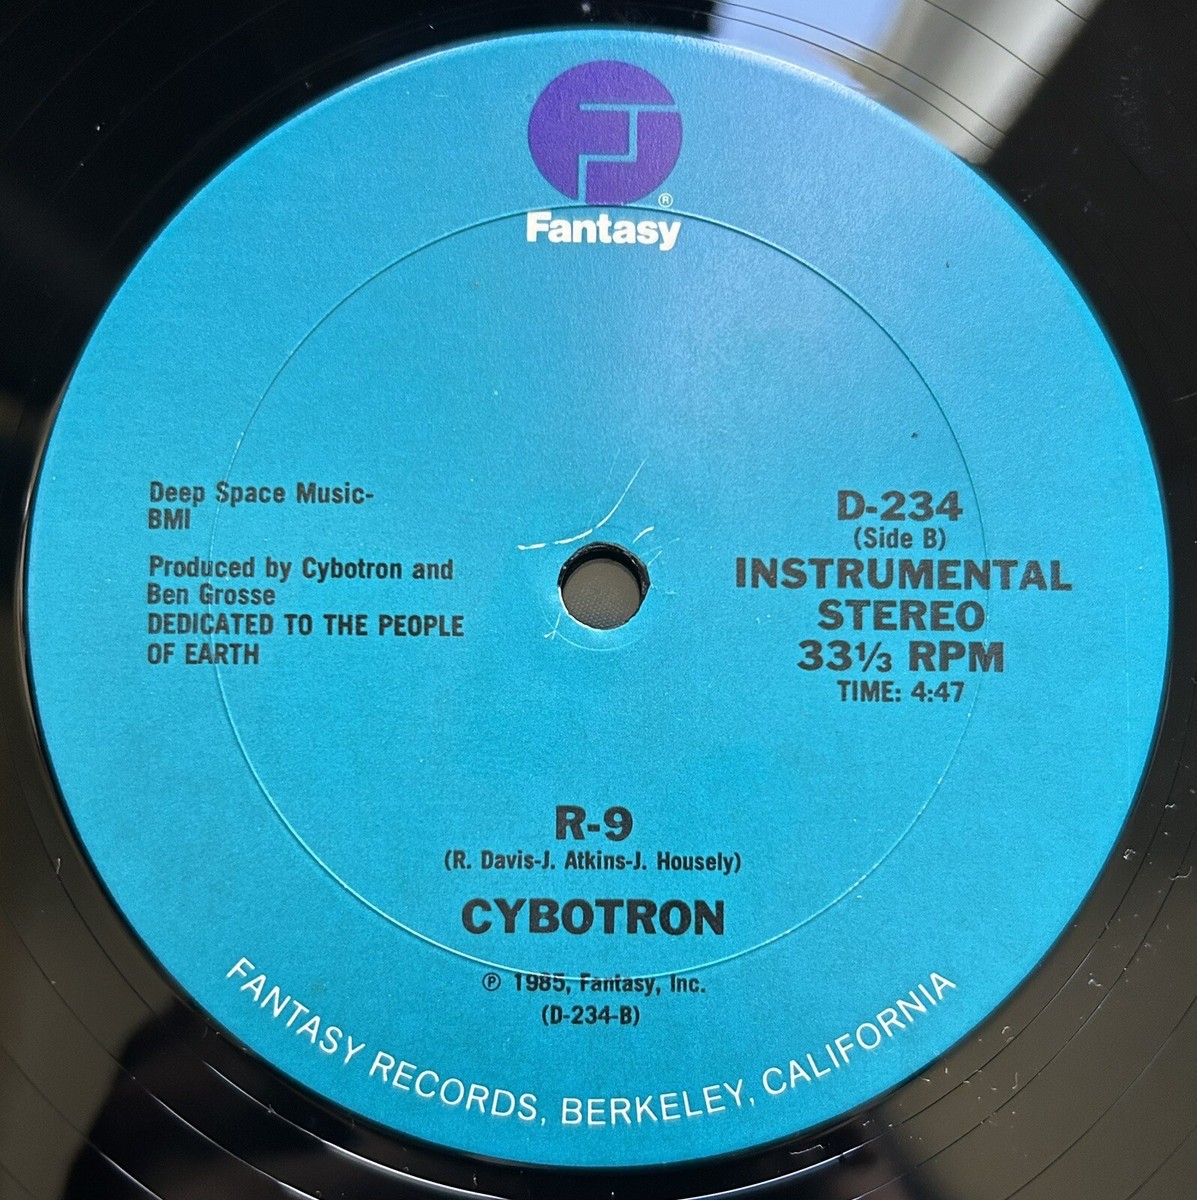 ®
Fantasy
Deep Space Music-
BMI
Produced by Cybotron and
Ben Grosse
DEDICATED TO THE PEOPLE
OF EARTH
D-234
(Side B)
INSTRUMENTAL
STEREO
33⅓ RPM
TIME: 4:47
R-9
(R. Davis-J. Atkins-J. Housely)
CYBOTRON
℗ 1985, Fantasy, Inc.
(D-234-B)
FANTASY RECORDS, BERKELEY, CALIFORNIA